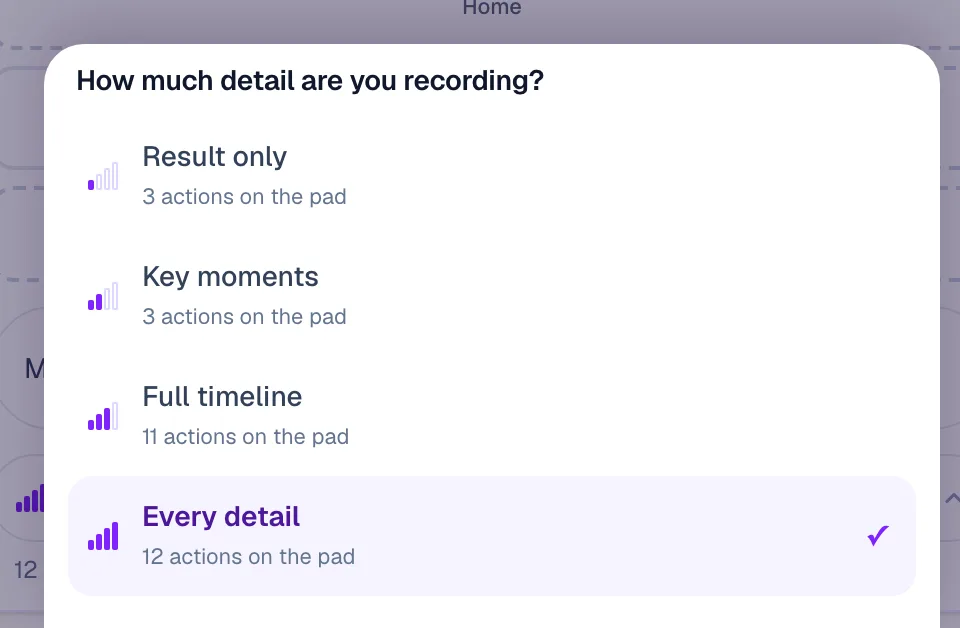 Home
How much detail are you recording?
Result only
3 actions on the pad
Key moments
3 actions on the pad
Full timeline
11 actions on the pad
Every detail
12 actions on the pad
12